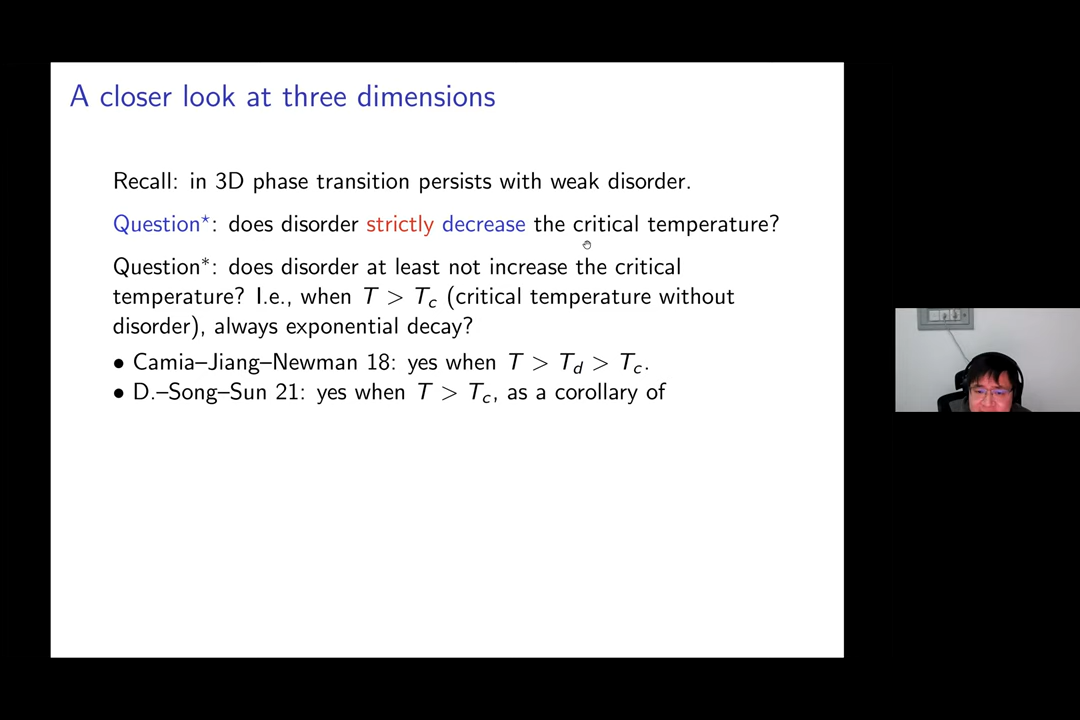 A closer look at three dimensions
Recall: in 3D phase transition persists with weak disorder.
Question⋆: does disorder strictly decrease the critical temperature?
Question*: does disorder at least not increase the critical
temperature? I.e., when T > T_c (critical temperature without
disorder), always exponential decay?
• Camia–Jiang–Newman 18: yes when T > T_d > T_c.
• D.–Song–Sun 21: yes when T > T_c, as a corollary of